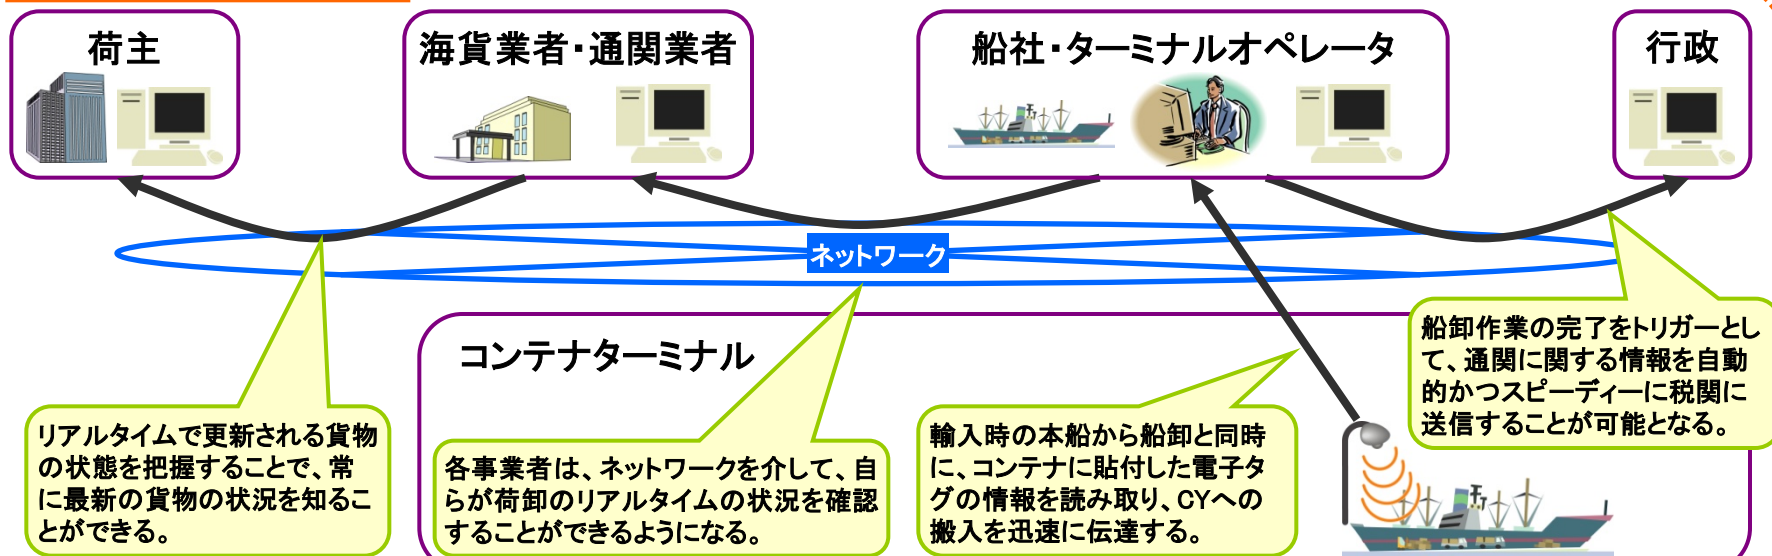 荷主
海貨業者・通関業者
船社・ターミナルオペレータ
行政
ネットワーク
コンテナターミナル
リアルタイムで更新される貨物
の状態を把握することで、常
に最新の貨物の状況を知るこ
とができる。
各事業者は、ネットワークを介して、自
らが荷卸のリアルタイムの状況を確認
することができるようになる。
輸入時の本船から船卸と同時
に、コンテナに貼付した電子タ
グの情報を読み取り、CYへの
搬入を迅速に伝達する。
船卸作業の完了をトリガーとし
て、通関に関する情報を自動
的かつスピーディーに税関に
送信することが可能となる。